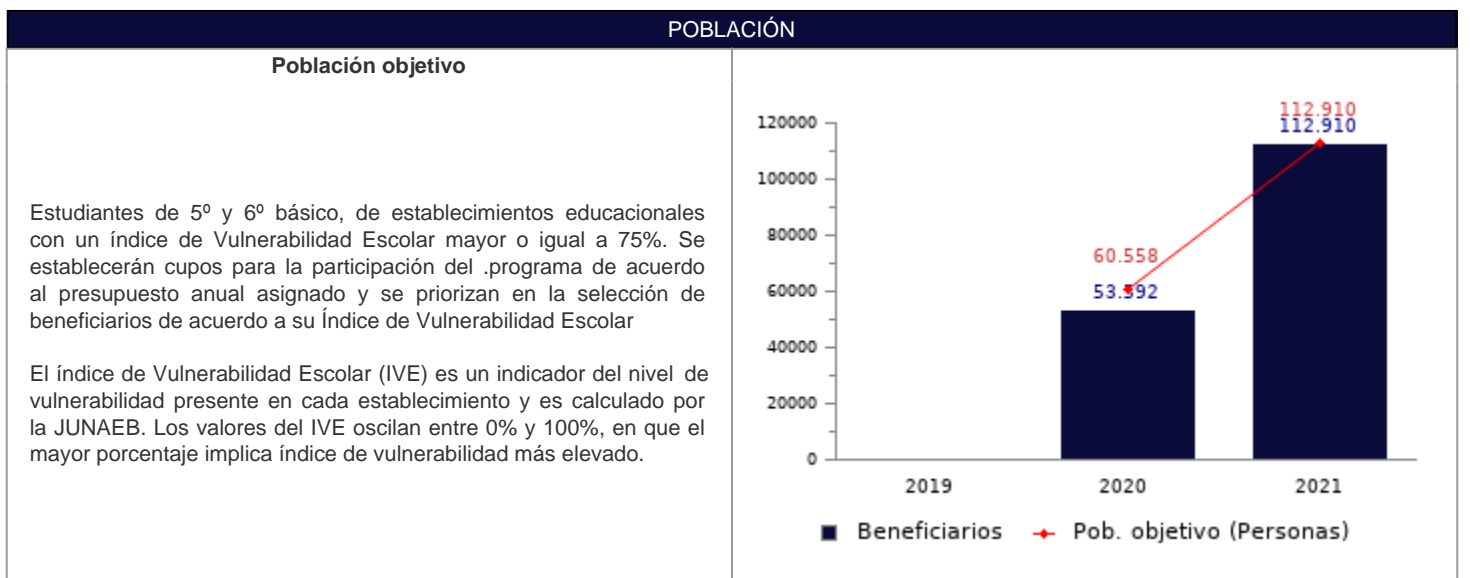 POBLACIÓN
Población objetivo
Estudiantes de 5º y 6º básico, de establecimientos educacionales
con un índice de Vulnerabilidad Escolar mayor o igual a 75%. Se
establecerán cupos para la participación del .programa de acuerdo
al presupuesto anual asignado y se priorizan en la selección de
beneficiarios de acuerdo a su Índice de Vulnerabilidad Escolar
El índice de Vulnerabilidad Escolar (IVE) es un indicador del nivel de
vulnerabilidad presente en cada establecimiento y es calculado por
la JUNAEB. Los valores del IVE oscilan entre 0% y 100%, en que el
mayor porcentaje implica índice de vulnerabilidad más elevado.
112.910
112.910
120000
100000
80000
60.558
60000
53.592
40000
20000
0
2019 2020 2021
Beneficiarios Pob. objetivo (Personas)